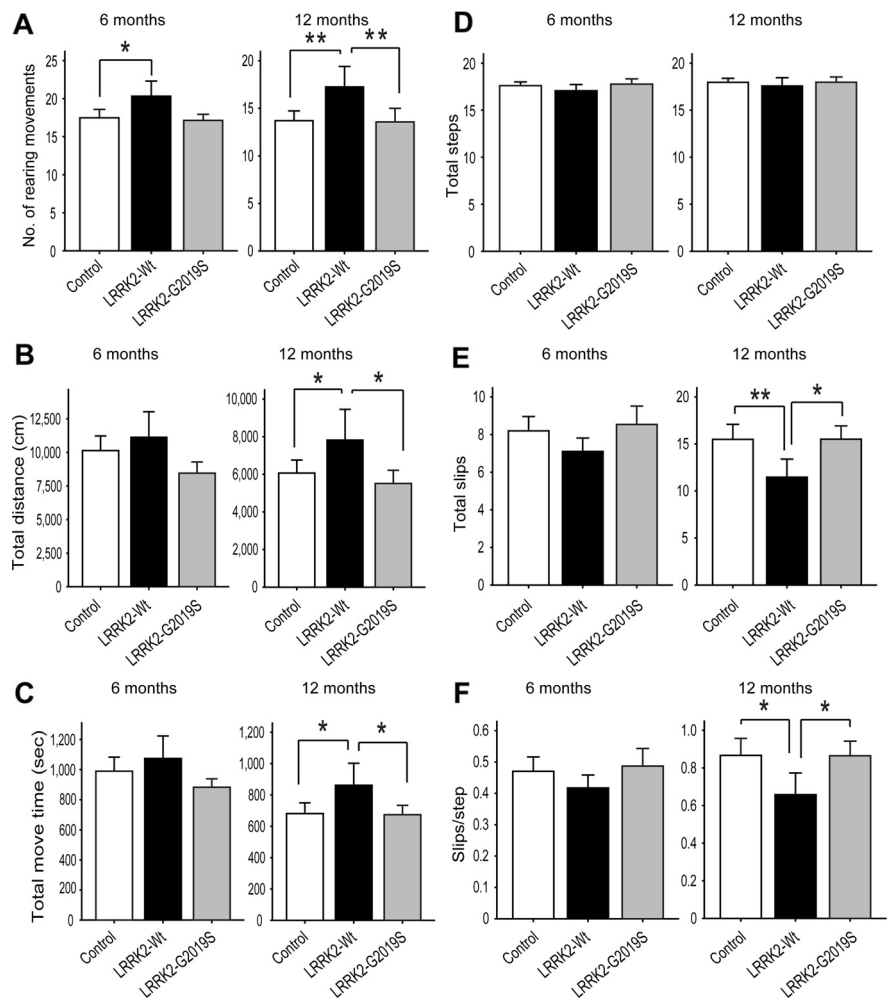 A
6 months
12 months
No. of rearing movements
25
20
15
10
5
0
*
Control
LRRK2-Wt
LRRK2-G2019S
20
15
10
5
0
**
**
Control
LRRK2-Wt
LRRK2-G2019S
B
6 months
12 months
Total distance (cm)
12,500
10,000
7,500
5,000
2,500
0
Control
LRRK2-Wt
LRRK2-G2019S
10,000
8,000
6,000
4,000
2,000
0
*
*
Control
LRRK2-Wt
LRRK2-G2019S
C
6 months
12 months
Total move time (sec)
1,200
1,000
800
600
400
200
0
Control
LRRK2-Wt
LRRK2-G2019S
1,200
1,000
800
600
400
200
0
*
*
Control
LRRK2-Wt
LRRK2-G2019S
D
6 months
12 months
Total steps
20
15
10
5
0
Control
LRRK2-Wt
LRRK2-G2019S
20
15
10
5
0
Control
LRRK2-Wt
LRRK2-G2019S
E
6 months
12 months
Total slips
8
6
4
2
0
Control
LRRK2-Wt
LRRK2-G2019S
20
15
10
5
0
**
*
Control
LRRK2-Wt
LRRK2-G2019S
F
6 months
12 months
Slips/step
0.6
0.5
0.4
0.3
0.2
0.1
0
Control
LRRK2-Wt
LRRK2-G2019S
1.0
0.8
0.6
0.4
0.2
0
*
*
Control
LRRK2-Wt
LRRK2-G2019S